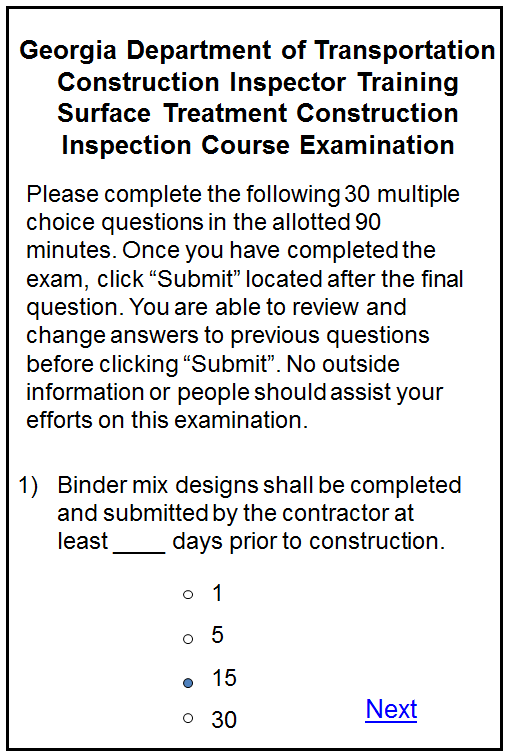 Georgia Department of Transportation
Construction Inspector Training
Surface Treatment Construction
Inspection Course Examination
Please complete the following 30 multiple
choice questions in the allotted 90
minutes. Once you have completed the
exam, click “Submit” located after the final
question. You are able to review and
change answers to previous questions
before clicking “Submit”. No outside
information or people should assist your
efforts on this examination.
1) Binder mix designs shall be completed
and submitted by the contractor at
least ____ days prior to construction.
1
5
15
30
Next